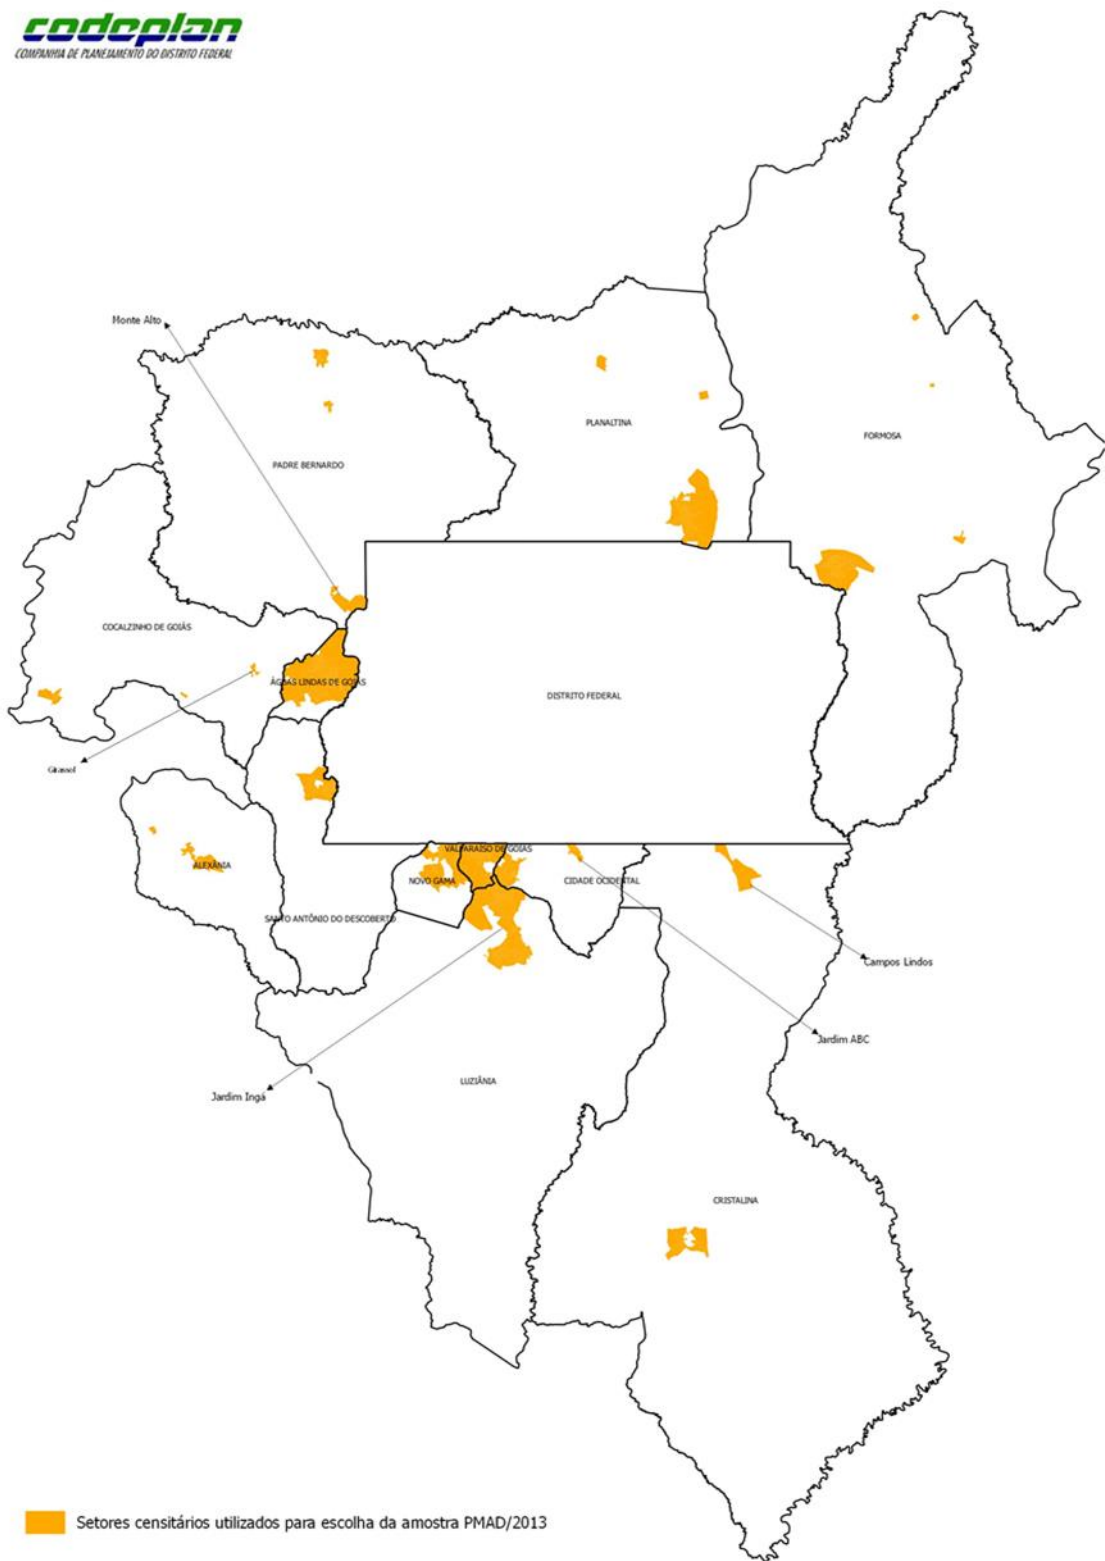 codeplan
COMPANHIA DE PLANEJAMENTO DO DISTRITO FEDERAL
Monte Alto
PLANALTINA
FORMOSA
PADRE BERNARDO
COCALZINHO DE GOIÁS
ÁGUAS LINDAS DE GOIÁS
DISTRITO FEDERAL
Girassol
VALPARAISO DE GOIAS
ALEXÂNIA
NOVO GAMA
CIDADE OCIDENTAL
SANTO ANTÔNIO DO DESCOBERTO
Campos Lindos
Jardim ABC
LUZIÂNIA
Jardim Ingá
CRISTALINA
Setores censitários utilizados para escolha da amostra PMAD/2013